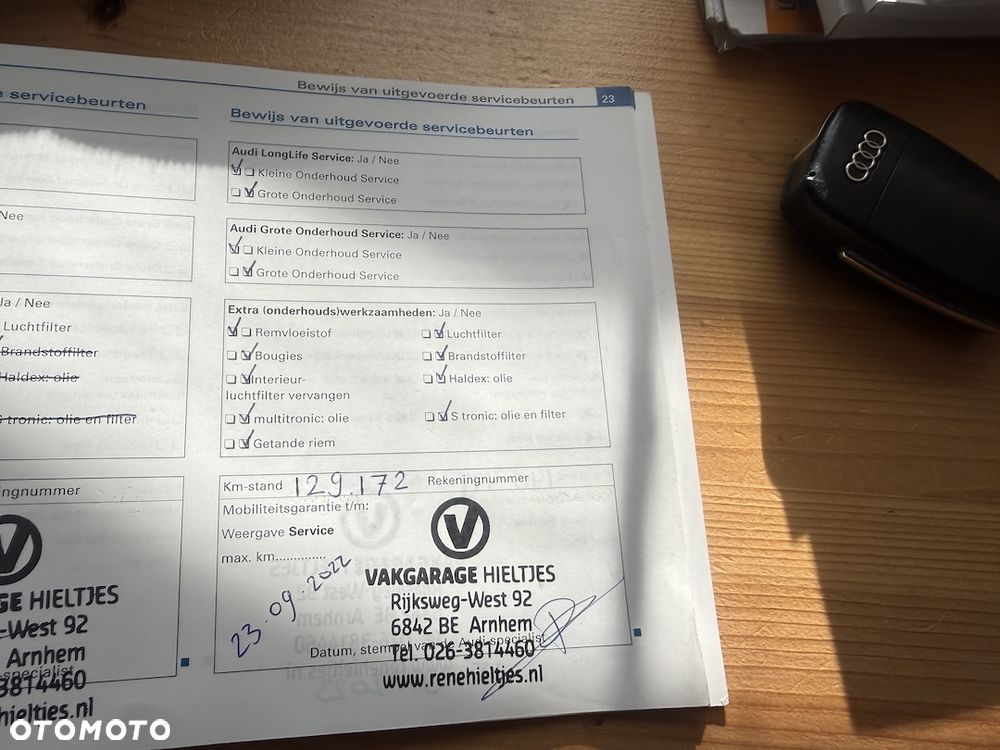 e servicebeurten
Nee
Ja / Nee
Luchtfilter
Brandstoffilter
Haldex: olie
S tronic: olie en filter
ingnummer
V
GE HIELTJES
-West 92
Arnhem
specialist
3814460
hieltjes.nl
Bewijs van uitgevoerde servicebeurten 23
Bewijs van uitgevoerde servicebeurten
Audi LongLife Service: Ja / Nee
Kleine Onderhoud Service
Grote Onderhoud Service
Audi Grote Onderhoud Service: Ja / Nee
Kleine Onderhoud Service
Grote Onderhoud Service
Extra (onderhouds)werkzaamheden: Ja / Nee
Remvloeistof Luchtfilter
Bougies Brandstoffilter
Interieur- Haldex: olie
luchtfilter vervangen
multitronic: olie S tronic: olie en filter
Getande riem
Km-stand 129.172 Rekeningnummer
Mobiliteitsgarantie t/m:
Weergave Service
max. km..............
23.09 2022
V
VAKGARAGE HIELTJES
Rijksweg-West 92
6842 BE Arnhem
Datum, stempel van de Audi specialist
Tel. 026-3814460
www.renehieltjes.nl
OTOMOTO